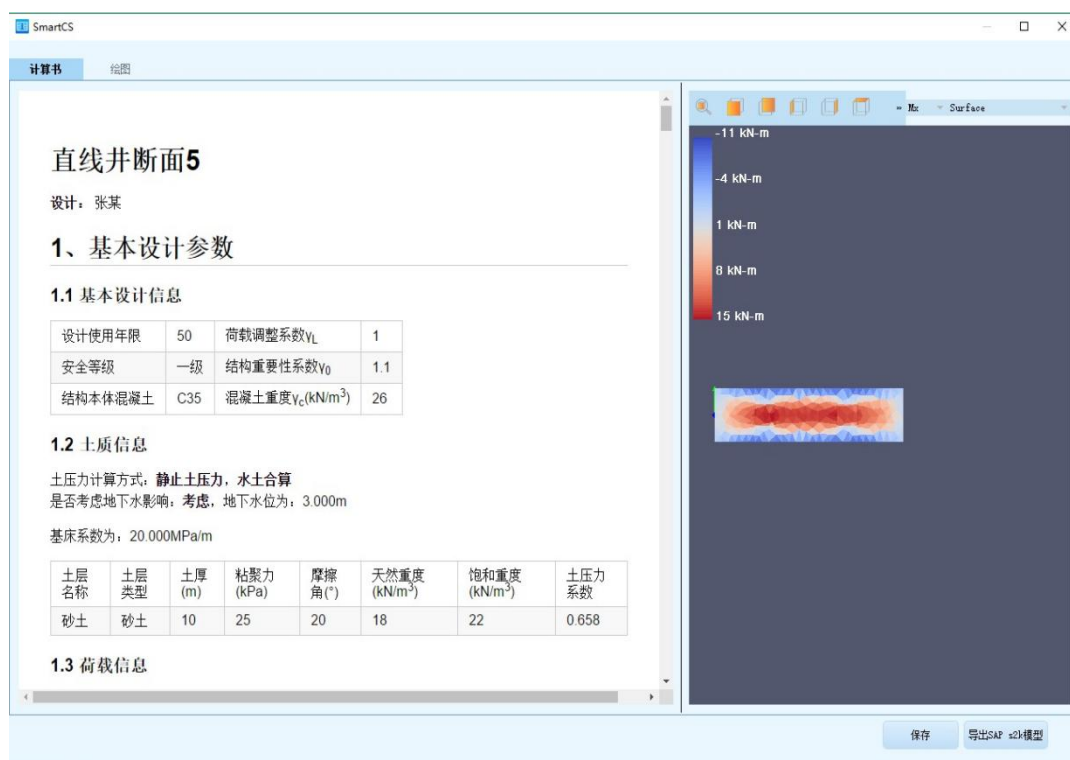 SmartCS
计算书 绘图
直线井断面5
设计：张某
1、基本设计参数
1.1 基本设计信息
设计使用年限 50 荷载调整系数γL 1
安全等级 一级 结构重要性系数γ0 1.1
结构本体混凝土 C35 混凝土重度γc(kN/m3) 26
1.2 土质信息
土压力计算方式：静止土压力，水土合算
是否考虑地下水影响：考虑，地下水位为：3.000m
基床系数为：20.000MPa/m
土层名称 土层类型 土厚(m) 粘聚力(kPa) 摩擦角(°) 天然重度(kN/m3) 饱和重度(kN/m3) 土压力系数
砂土 砂土 10 25 20 18 22 0.658
1.3 荷载信息
Mx Surface
-11 kN-m
-4 kN-m
1 kN-m
8 kN-m
15 kN-m
保存 导出SAP s2k模型